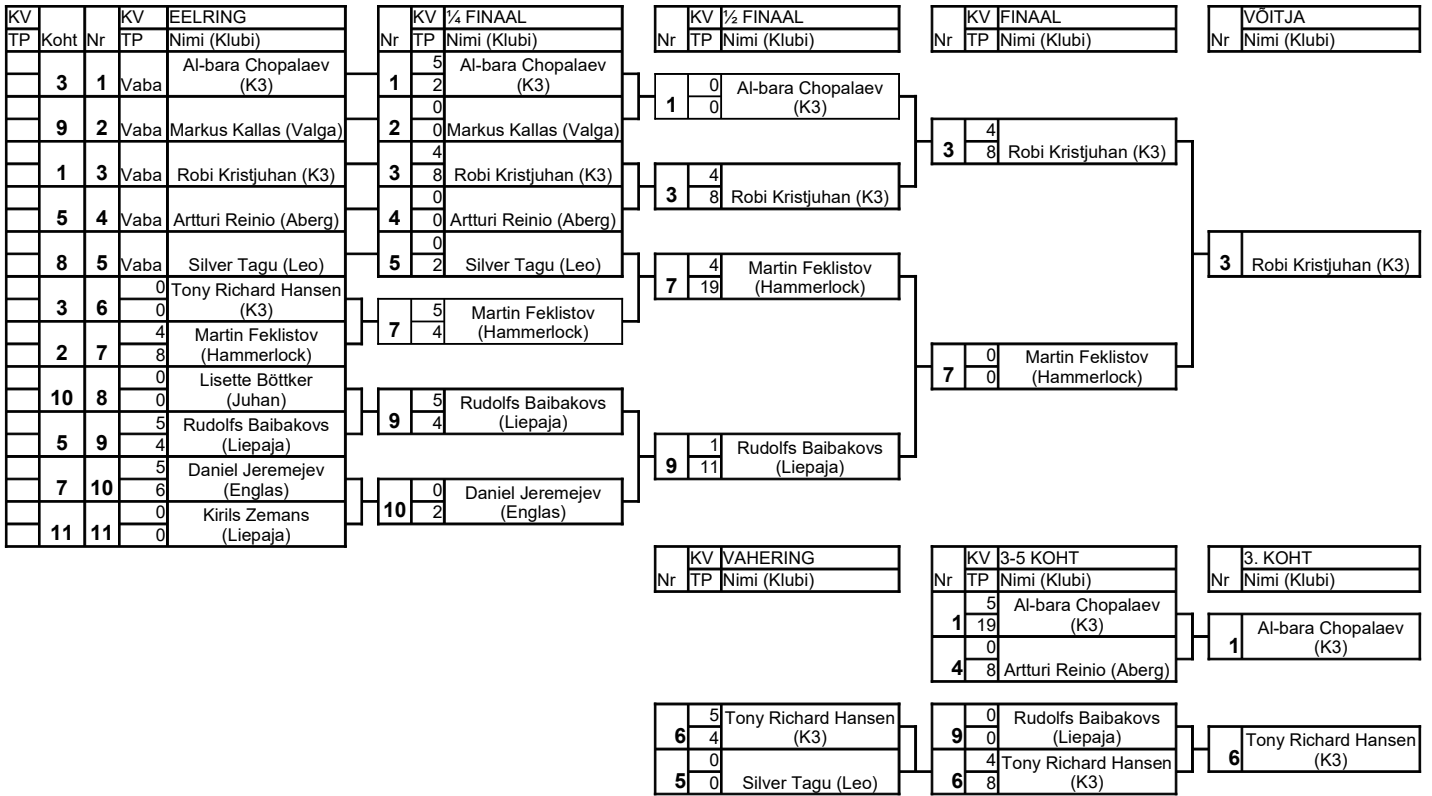 KV KV EELRING KV ¼ FINAAL KV ½ FINAAL KV FINAAL VÕITJA
TP Koht Nr TP Nimi (Klubi) Nr TP Nimi (Klubi) Nr TP Nimi (Klubi) Nr TP Nimi (Klubi) Nr Nimi (Klubi)
3 1 Vaba Al-bara Chopalaev
(K3)
9 2 Vaba Markus Kallas (Valga)
1 3 Vaba Robi Kristjuhan (K3)
5 4 Vaba Artturi Reinio (Aberg)
8 5 Vaba Silver Tagu (Leo)
3 6 0 0 Tony Richard Hansen
(K3)
2 7 4 8 Martin Feklistov
(Hammerlock)
10 8 0 0 Lisette Böttker
(Juhan)
5 9 5 4 Rudolfs Baibakovs
(Liepaja)
7 10 5 6 Daniel Jeremejev
(Englas)
11 11 0 0 Kirils Zemans
(Liepaja)
1 5 2 Al-bara Chopalaev
(K3)
2 0 0 Markus Kallas (Valga)
3 4 8 Robi Kristjuhan (K3)
4 0 0 Artturi Reinio (Aberg)
5 0 2 Silver Tagu (Leo)
7 5 4 Martin Feklistov
(Hammerlock)
9 5 4 Rudolfs Baibakovs
(Liepaja)
10 0 2 Daniel Jeremejev
(Englas)
1 0 0 Al-bara Chopalaev
(K3)
3 4 8 Robi Kristjuhan (K3)
7 4 19 Martin Feklistov
(Hammerlock)
9 1 11 Rudolfs Baibakovs
(Liepaja)
3 4 8 Robi Kristjuhan (K3)
7 0 0 Martin Feklistov
(Hammerlock)
3 Robi Kristjuhan (K3)
KV VAHERING KV 3-5 KOHT 3. KOHT
Nr TP Nimi (Klubi) Nr TP Nimi (Klubi) Nr Nimi (Klubi)
1 5 19 Al-bara Chopalaev
(K3)
4 0 8 Artturi Reinio (Aberg)
1 Al-bara Chopalaev
(K3)
6 5 4 Tony Richard Hansen
(K3)
5 0 0 Silver Tagu (Leo)
9 0 0 Rudolfs Baibakovs
(Liepaja)
6 4 8 Tony Richard Hansen
(K3)
6 Tony Richard Hansen
(K3)